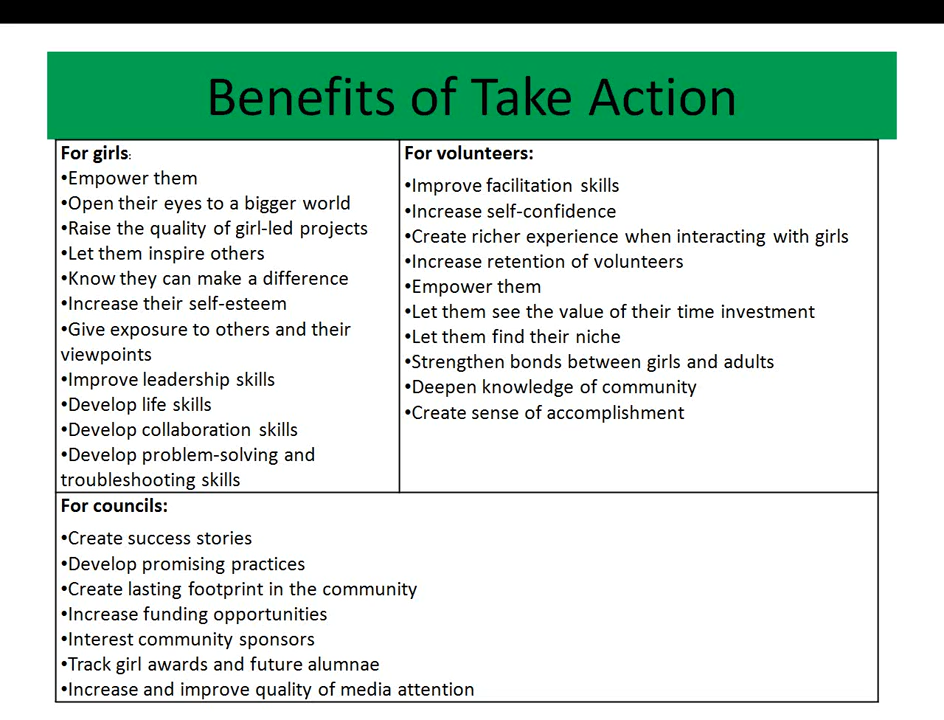 Benefits of Take Action
For girls:
•Empower them
•Open their eyes to a bigger world
•Raise the quality of girl-led projects
•Let them inspire others
•Know they can make a difference
•Increase their self-esteem
•Give exposure to others and their
viewpoints
•Improve leadership skills
•Develop life skills
•Develop collaboration skills
•Develop problem-solving and
troubleshooting skills
For volunteers:
•Improve facilitation skills
•Increase self-confidence
•Create richer experience when interacting with girls
•Increase retention of volunteers
•Empower them
•Let them see the value of their time investment
•Let them find their niche
•Strengthen bonds between girls and adults
•Deepen knowledge of community
•Create sense of accomplishment
For councils:
•Create success stories
•Develop promising practices
•Create lasting footprint in the community
•Increase funding opportunities
•Interest community sponsors
•Track girl awards and future alumnae
•Increase and improve quality of media attention